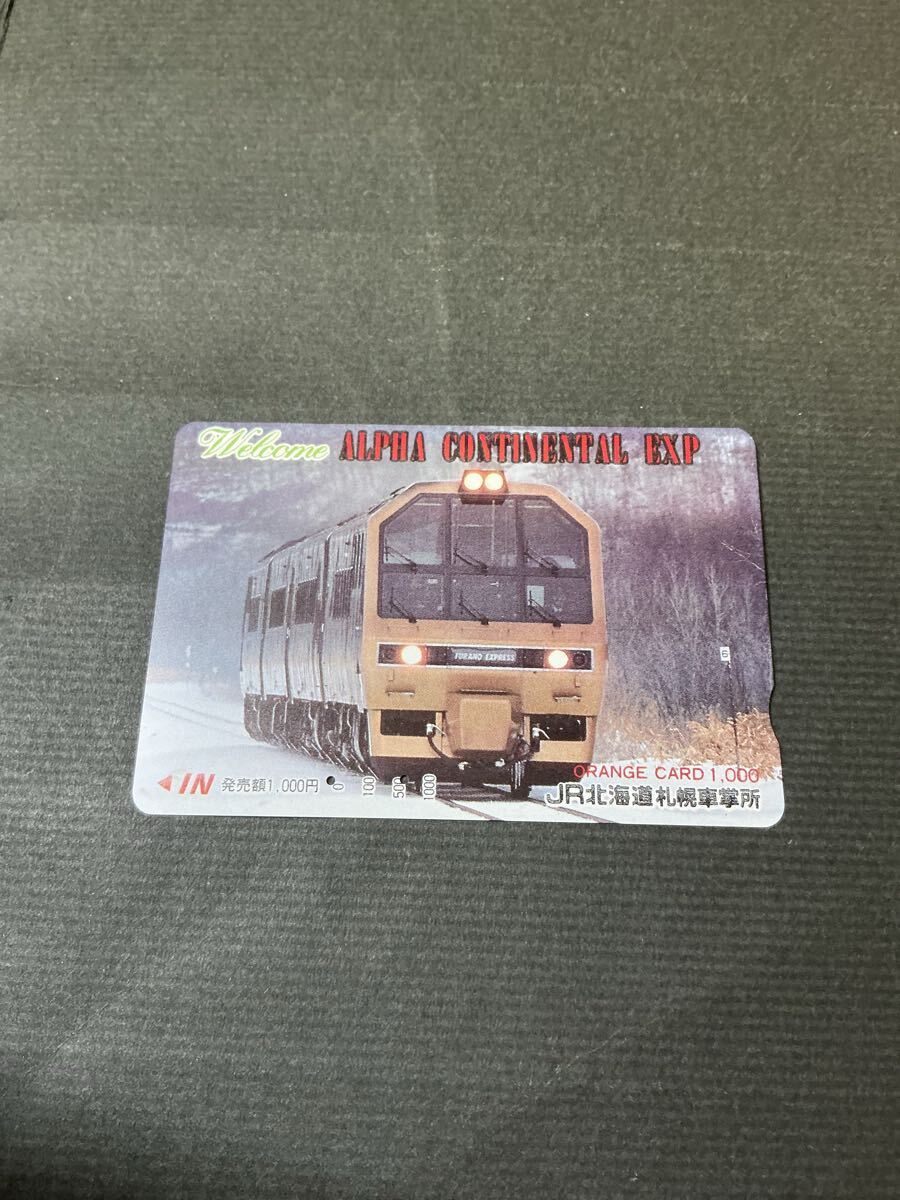 Welcome ALPHA CONTINENTAL EXP
FURANO EXPRESS
6
ORANGE CARD 1,000
IN 発売額1,000円 0 100 500 1000
JR北海道札幌車掌所